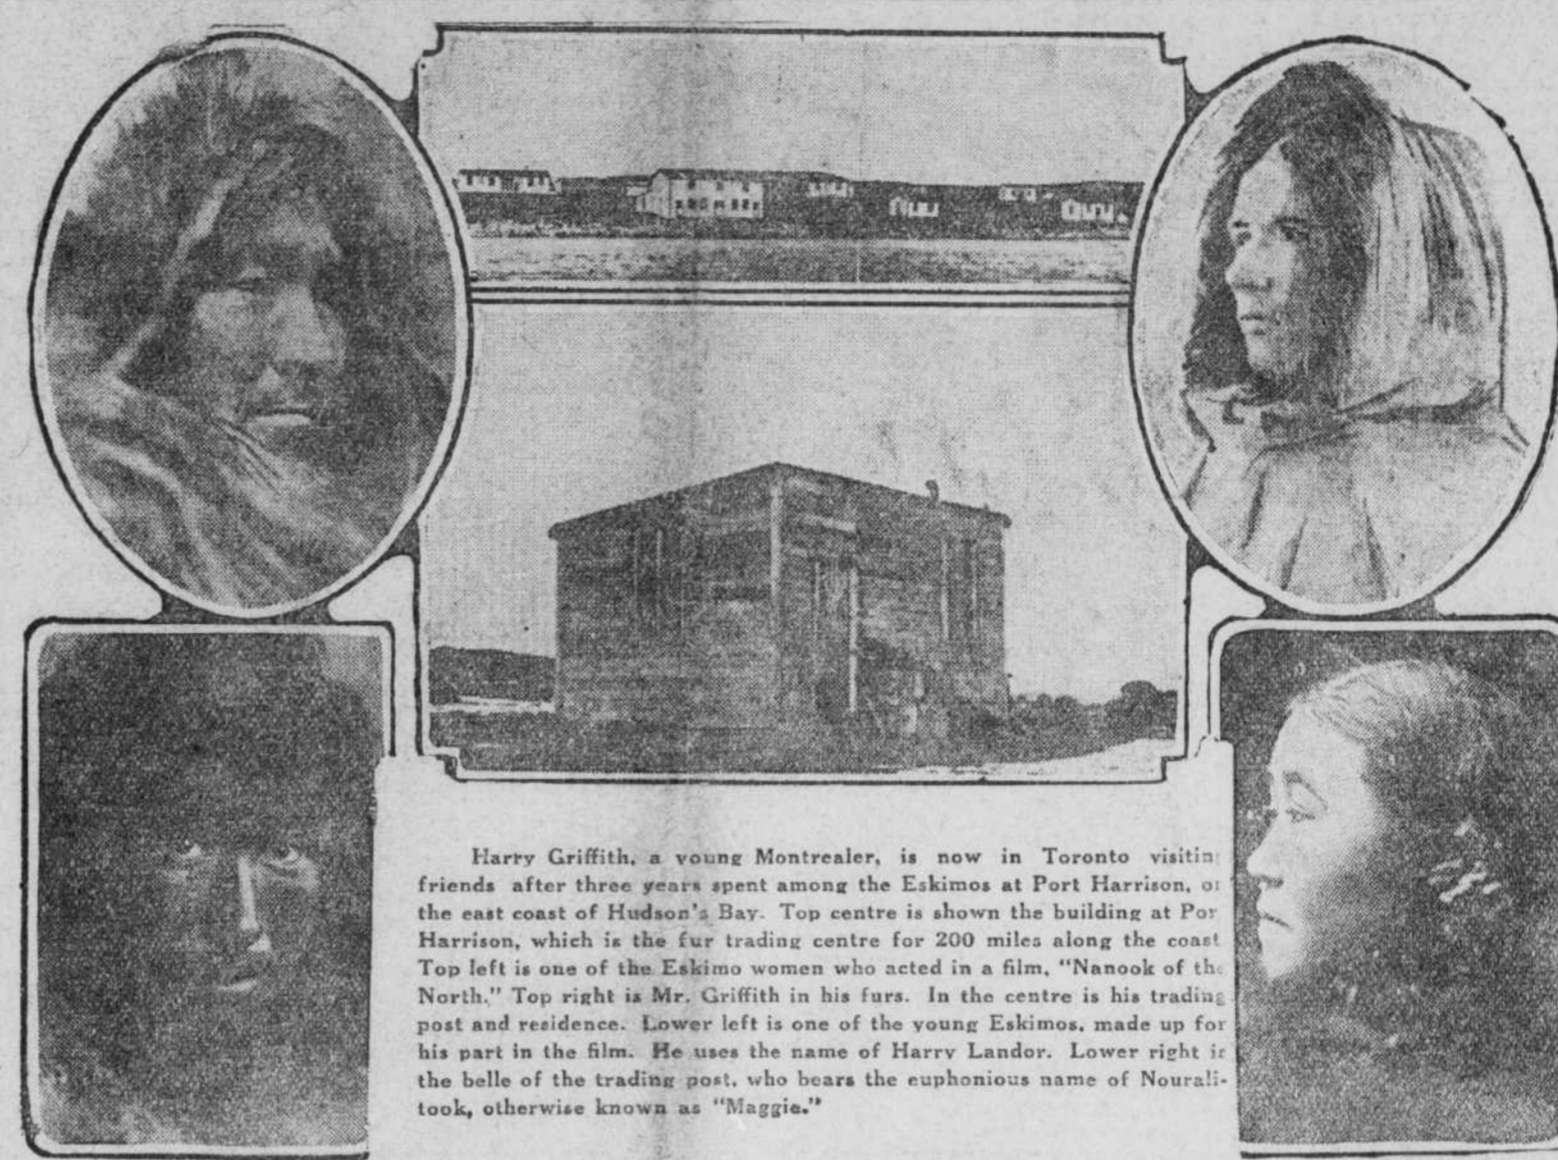 Harry Griffith, a young Montrealer, is now in Toronto visitin
friends after three years spent among the Eskimos at Port Harrison, o
the east coast of Hudson's Bay. Top centre is shown the building at Por
Harrison, which is the fur trading centre for 200 miles along the coast
Top left is one of the Eskimo women who acted in a film, "Nanook of the
North." Top right is Mr. Griffith in his furs. In the centre is his trading
post and residence. Lower left is one of the young Eskimos, made up for
his part in the film. He uses the name of Harry Landor. Lower right is
the belle of the trading post, who bears the euphonious name of Nourali-
took, otherwise known as "Maggie."